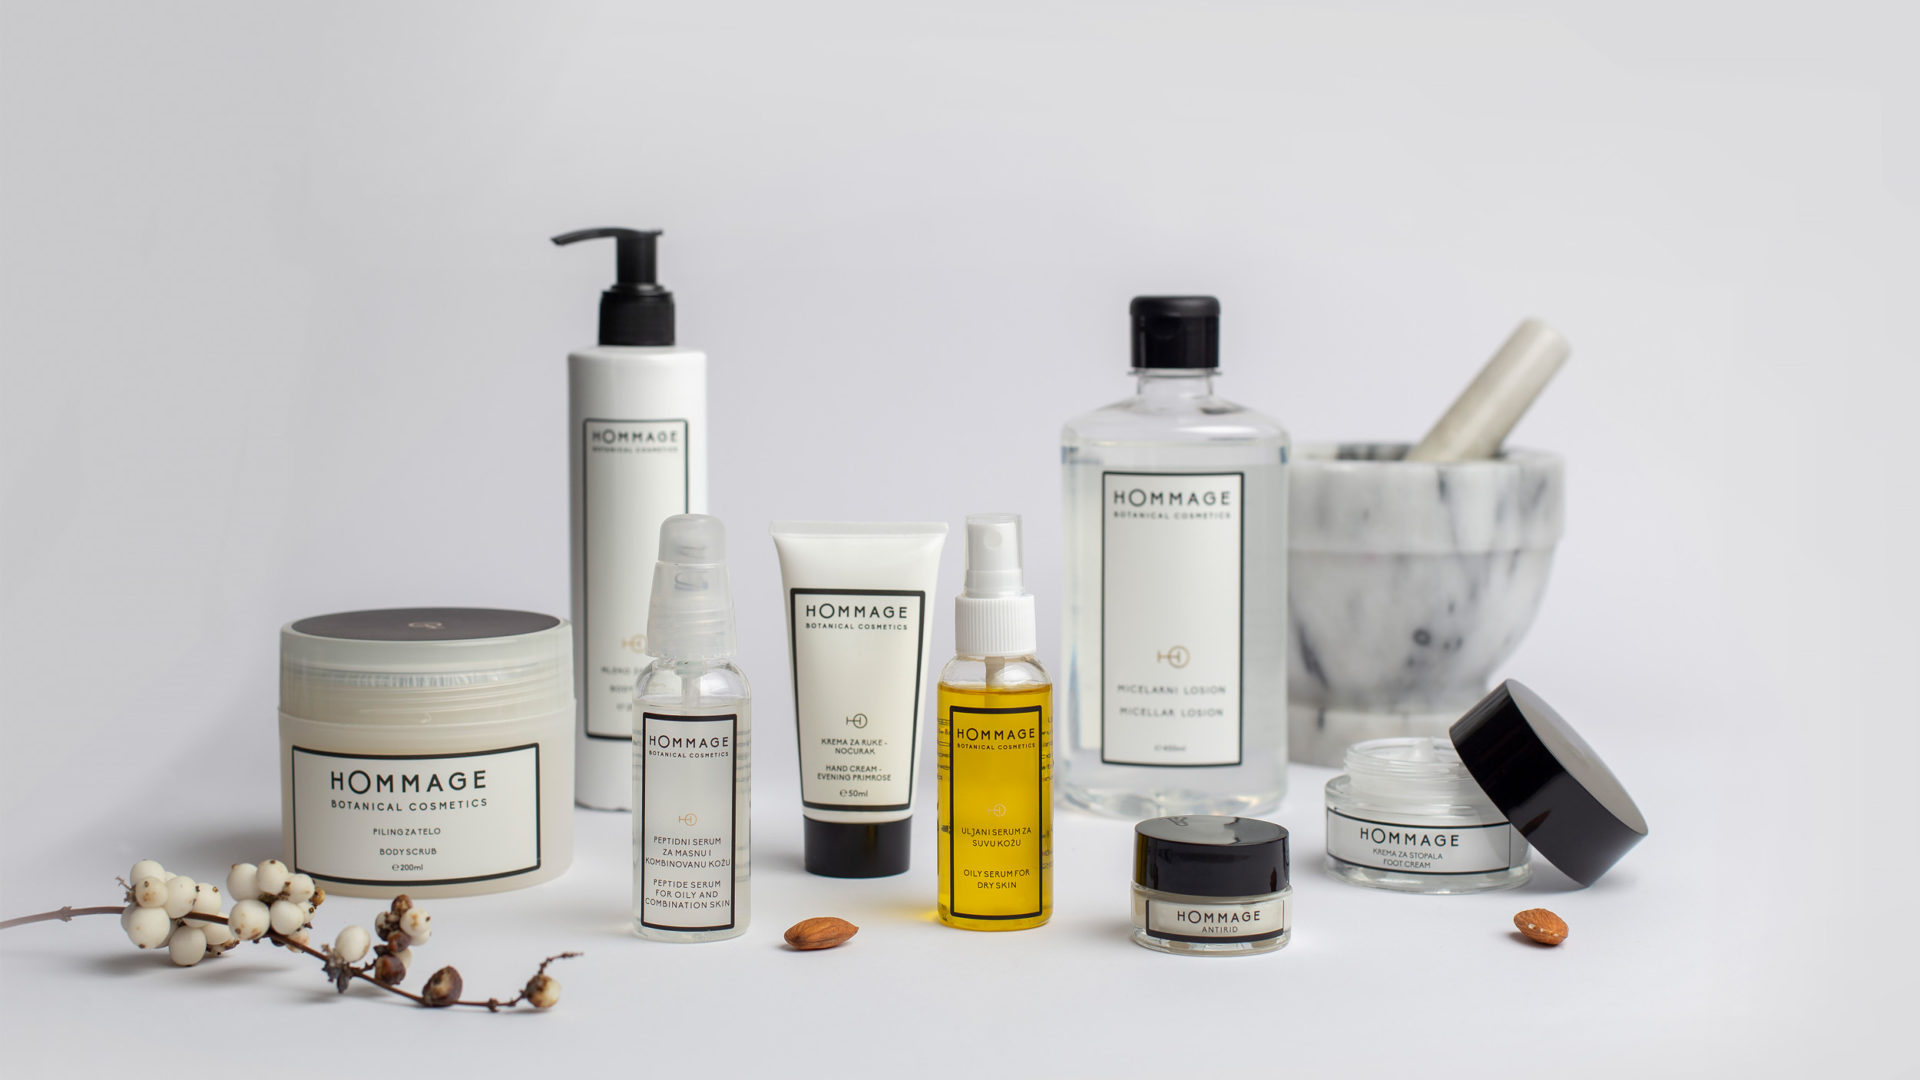 HOMMAGE
BOTANICAL COSMETICS
PILING ZA TELO
BODY SCRUB
℮ 200ml
HOMMAGE
BOTANICAL COSMETICS
HOMMAGE
BOTANICAL COSMETICS
PEPTIDNI SERUM
ZA MASNU I
KOMBINOVANU KOŽU
PEPTIDE SERUM
FOR OILY AND
COMBINATION SKIN
HOMMAGE
BOTANICAL COSMETICS
KREMA ZA RUKE -
NOĆURAK
HAND CREAM -
EVENING PRIMROSE
℮ 50ml
HOMMAGE
BOTANICAL COSMETICS
ULJANI SERUM ZA
SUVU KOŽU
OILY SERUM FOR
DRY SKIN
HOMMAGE
BOTANICAL COSMETICS
MICELARNI LOSION
MICELLAR LOSION
HOMMAGE
ANTIRID
HOMMAGE
KREMA ZA STOPALA
FOOT CREAM